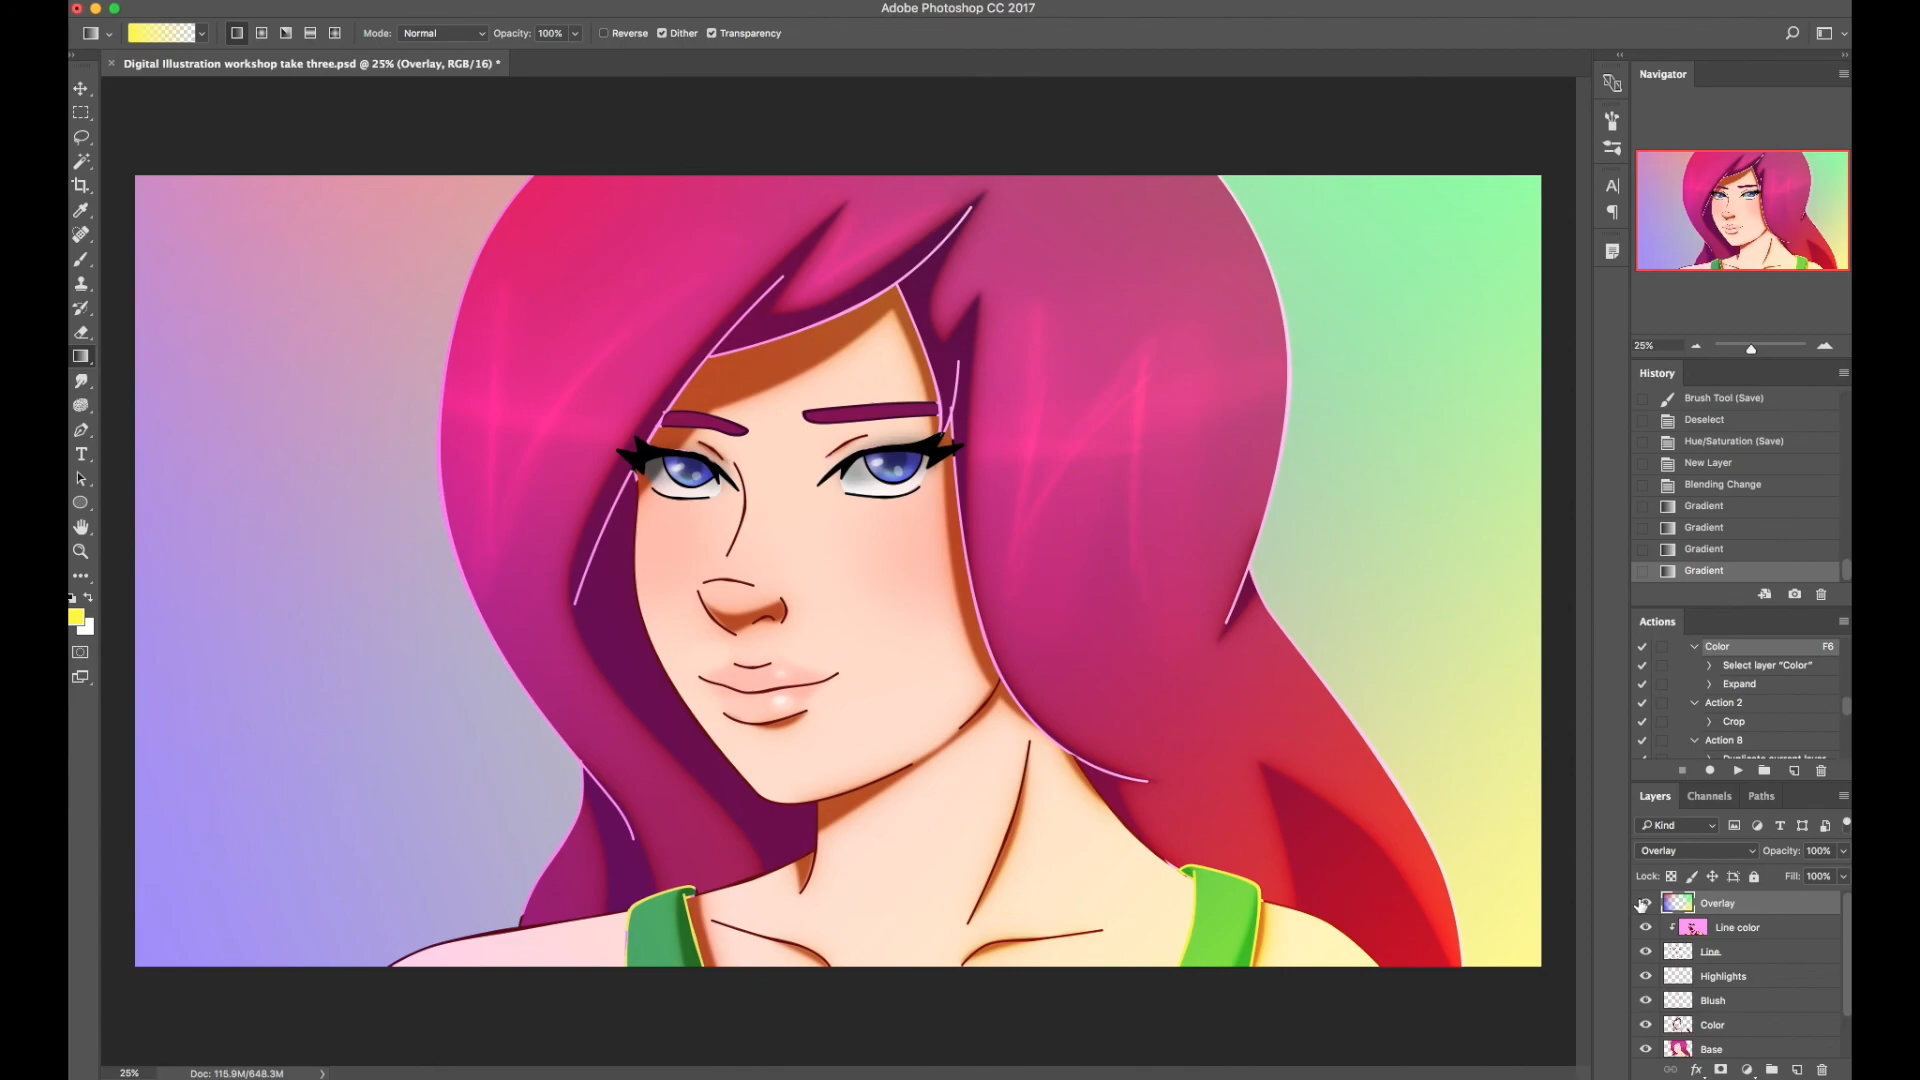 Adobe Photoshop CC 2017
Mode: Normal Opacity: 100% Reverse Dither Transparency
Digital Illustration workshop take three.psd @ 25% (Overlay, RGB/16) *
Navigator
25%
History
Brush Tool (Save)
Deselect
Hue/Saturation (Save)
New Layer
Blending Change
Gradient
Gradient
Gradient
Gradient
Actions
Color F6
Select layer “Color”
Expand
Action 2
Crop
Action 8
Duplicate current layer
Layers Channels Paths
Kind
Overlay Opacity: 100%
Lock: Fill: 100%
Overlay
Line color
Line
Highlights
Blush
Color
Base
25% Doc: 115.9M/648.3M